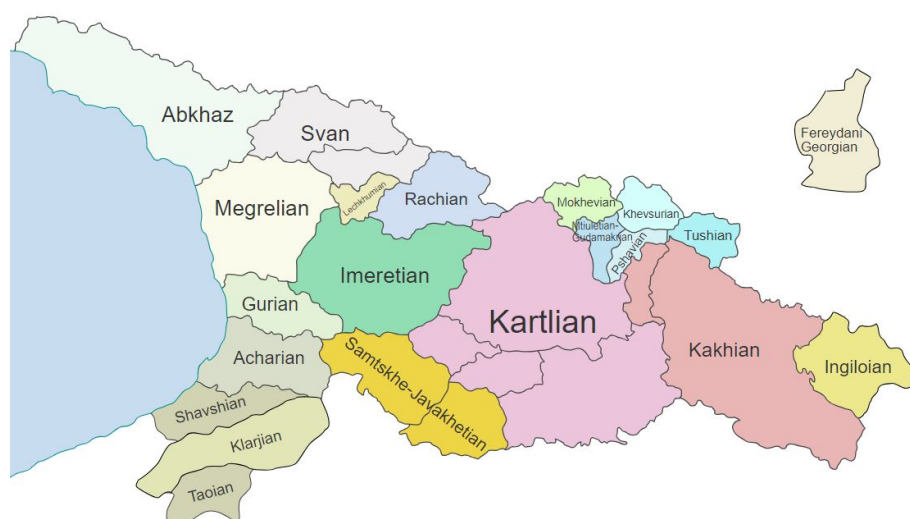 Abkhaz
Svan
Fereydani
Georgian
Lechkhumian
Rachian
Megrelian
Mokhevian
Khevsurian
Mtiuletian-
Gudamakrian
Tushian
Pshavian
Imeretian
Gurian
Kartlian
Acharian
Samtskhe-Javakhetian
Kakhian
Ingiloian
Shavshian
Klarjian
Taoian